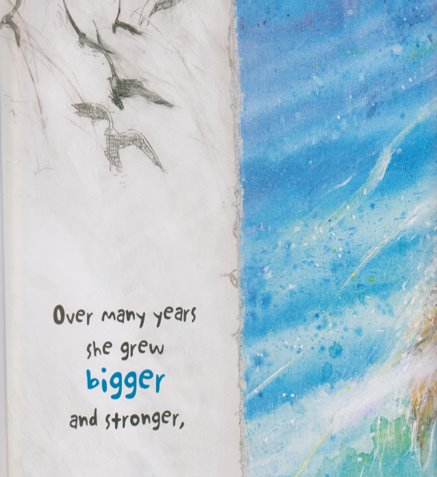 Over many years
she grew
bigger
and stronger,